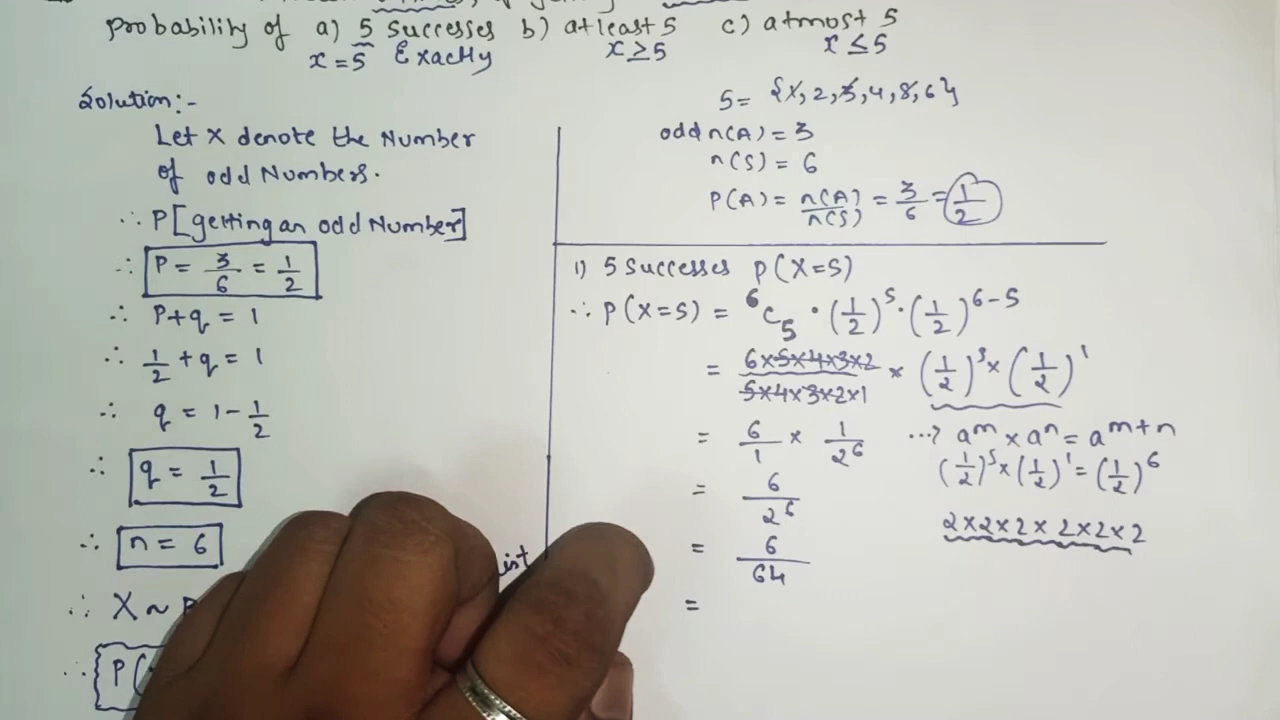 probability of a) 5 Successes b) atleast 5 c) atmost 5
x = 5 Exactly x ≥ 5 x ≤ 5
Solution:-
Let X denote the Number
of odd Numbers.
∴ P[getting an odd Number]
∴ P = 3/6 = 1/2
∴ P+q = 1
∴ 1/2 + q = 1
∴ q = 1 - 1/2
∴ q = 1/2
∴ n = 6
∴ X ~
∴ P(
S = {1, 2, 3, 4, 5, 6}
odd n(A) = 3
n(S) = 6
P(A) = n(A)/n(S) = 3/6 = 1/2
1) 5 Successes P(X=5)
∴ P(X=5) = ⁶C₅ · (1/2)⁵ · (1/2)⁶⁻⁵
= 6×5×4×3×2/5×4×3×2×1 × (1/2)⁵ × (1/2)¹
= 6/1 × 1/2⁶ ...? aᵐ × aⁿ = aᵐ⁺ⁿ
(1/2)⁵ × (1/2)¹ = (1/2)⁶
= 6/2⁶
2×2×2×2×2×2
= 6/64
=